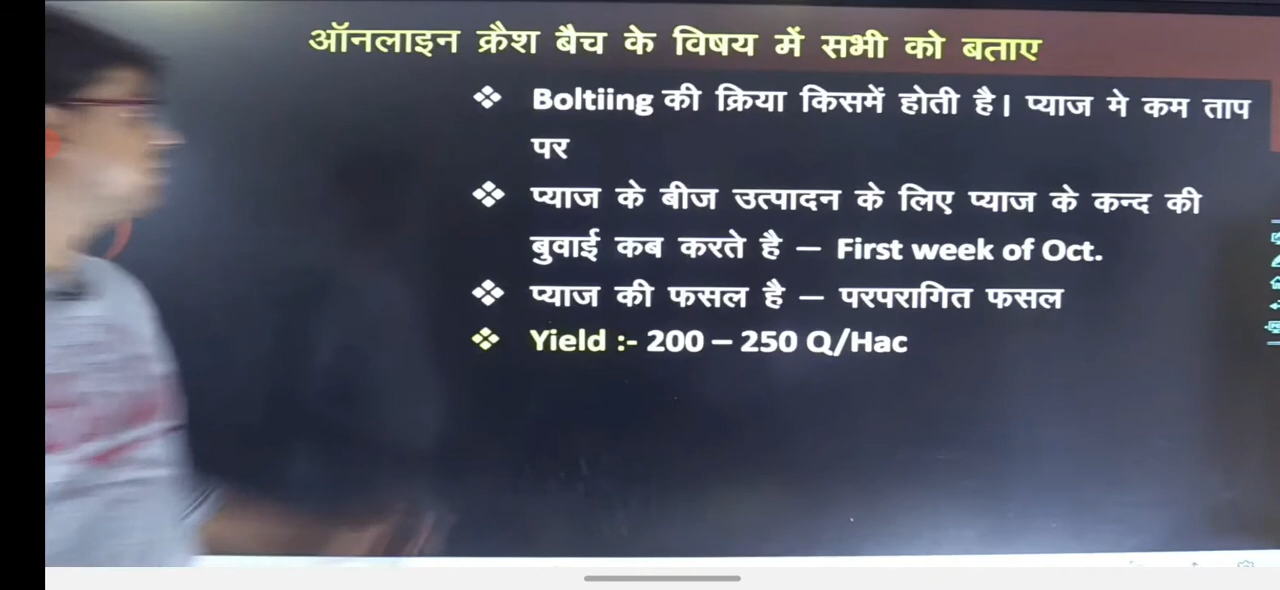 ऑनलाइन क्रैश बैच के विषय में सभी को बताए
❖ Boltiing की क्रिया किसमें होती है। प्याज मे कम ताप
पर
❖ प्याज के बीज उत्पादन के लिए प्याज के कन्द की
बुवाई कब करते है – First week of Oct.
❖ प्याज की फसल है – परपरागित फसल
❖ Yield :- 200 – 250 Q/Hac